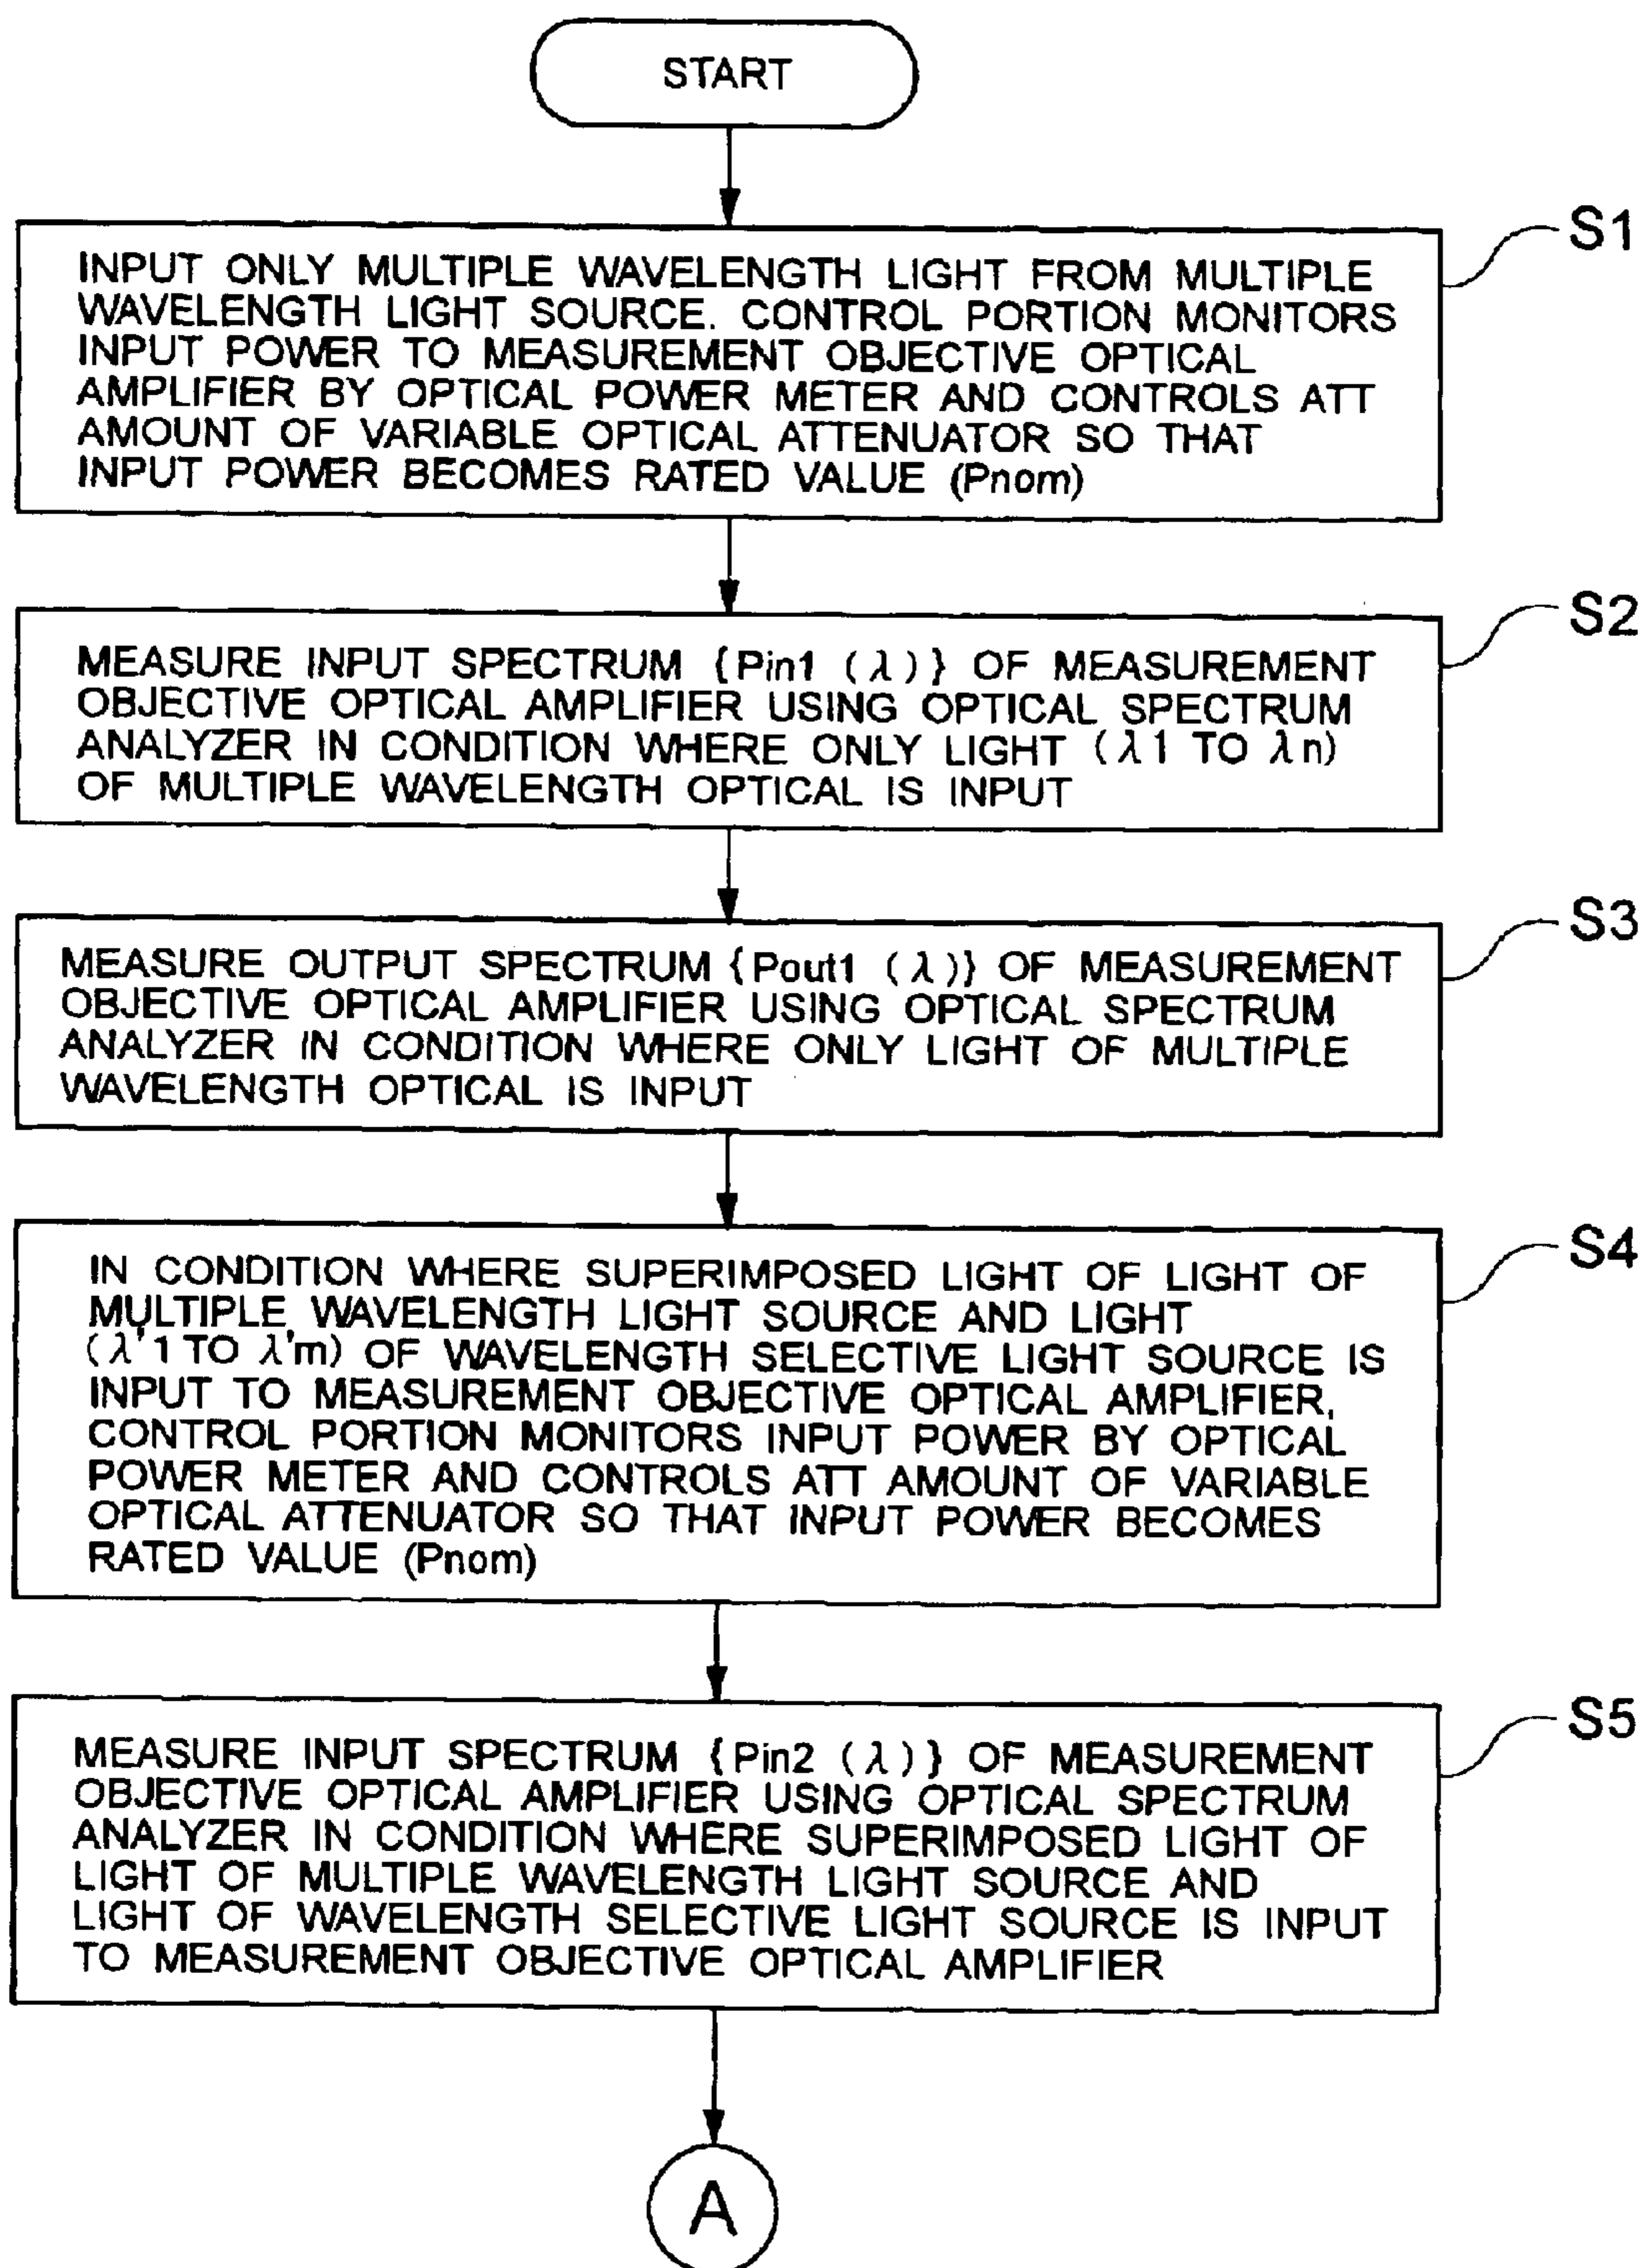 START
S1
INPUT ONLY MULTIPLE WAVELENGTH LIGHT FROM MULTIPLE
WAVELENGTH LIGHT SOURCE. CONTROL PORTION MONITORS
INPUT POWER TO MEASUREMENT OBJECTIVE OPTICAL
AMPLIFIER BY OPTICAL POWER METER AND CONTROLS ATT
AMOUNT OF VARIABLE OPTICAL ATTENUATOR SO THAT
INPUT POWER BECOMES RATED VALUE (Pnom)
S2
MEASURE INPUT SPECTRUM {Pin1 (λ)} OF MEASUREMENT
OBJECTIVE OPTICAL AMPLIFIER USING OPTICAL SPECTRUM
ANALYZER IN CONDITION WHERE ONLY LIGHT (λ1 TO λn)
OF MULTIPLE WAVELENGTH OPTICAL IS INPUT
S3
MEASURE OUTPUT SPECTRUM {Pout1 (λ)} OF MEASUREMENT
OBJECTIVE OPTICAL AMPLIFIER USING OPTICAL SPECTRUM
ANALYZER IN CONDITION WHERE ONLY LIGHT OF MULTIPLE
WAVELENGTH OPTICAL IS INPUT
S4
IN CONDITION WHERE SUPERIMPOSED LIGHT OF LIGHT OF
MULTIPLE WAVELENGTH LIGHT SOURCE AND LIGHT
(λ'1 TO λ'm) OF WAVELENGTH SELECTIVE LIGHT SOURCE IS
INPUT TO MEASUREMENT OBJECTIVE OPTICAL AMPLIFIER,
CONTROL PORTION MONITORS INPUT POWER BY OPTICAL
POWER METER AND CONTROLS ATT AMOUNT OF VARIABLE
OPTICAL ATTENUATOR SO THAT INPUT POWER BECOMES
RATED VALUE (Pnom)
S5
MEASURE INPUT SPECTRUM {Pin2 (λ)} OF MEASUREMENT
OBJECTIVE OPTICAL AMPLIFIER USING OPTICAL SPECTRUM
ANALYZER IN CONDITION WHERE SUPERIMPOSED LIGHT OF
LIGHT OF MULTIPLE WAVELENGTH LIGHT SOURCE AND
LIGHT OF WAVELENGTH SELECTIVE LIGHT SOURCE IS INPUT
TO MEASUREMENT OBJECTIVE OPTICAL AMPLIFIER
A